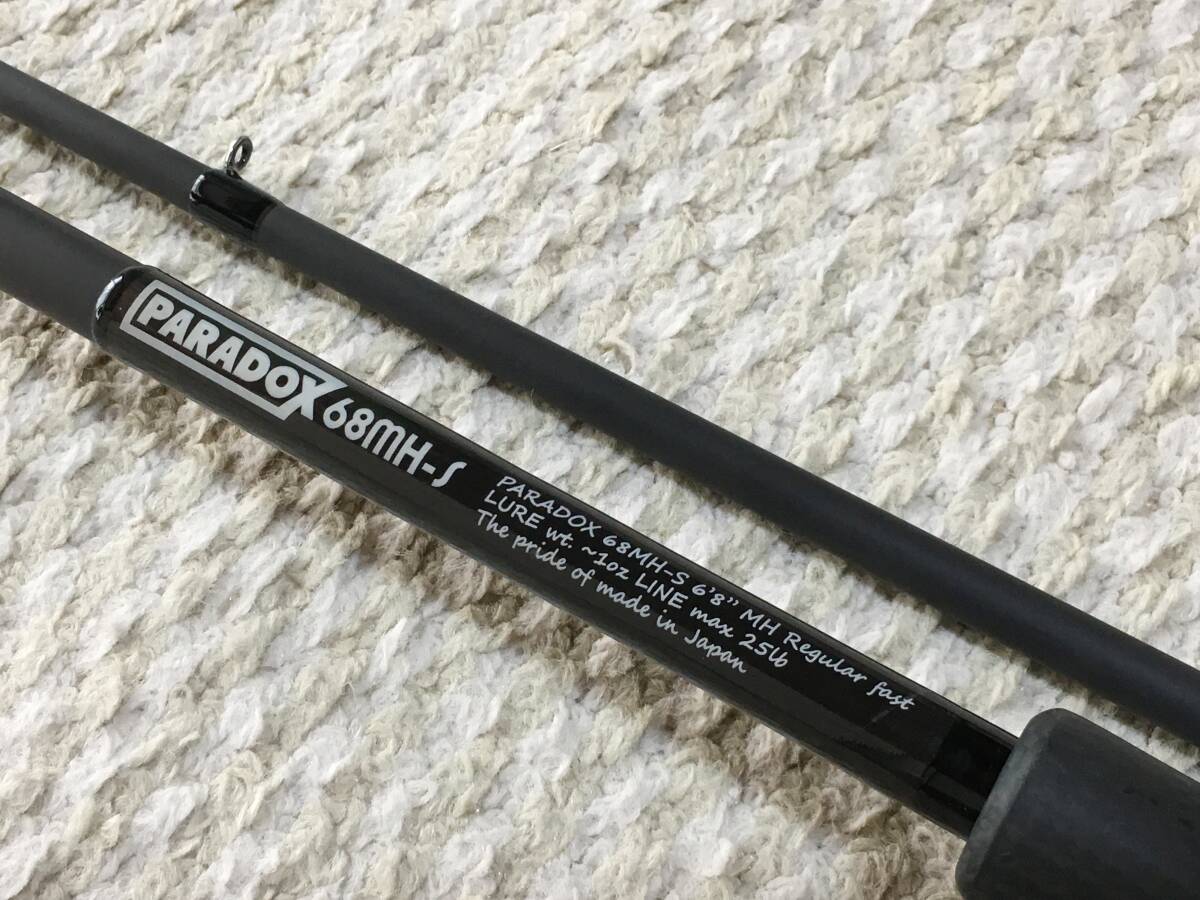 PARADOX 68MH-S
PARADOX 68MH-S 6'8" MH Regular fast
LURE wt. ~1oz LINE max 25lb
The pride of made in Japan